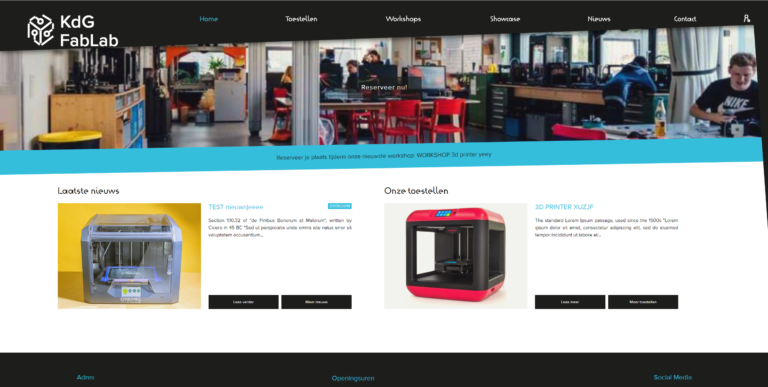 KdG
FabLab
Home Toestellen Workshops Showcase Nieuws Contact
NIKE
Reserveer nu!
Reserveer je plaats tijdens onze nieuwste workshop: WORKSHOP 3d printer yeey
Laatste nieuws
TEST nieuwsjeeee
Section 1.10.32 of "de Finibus Bonorum et Malorum", written by
Cicero in 45 BC "Sed ut perspiciatis unde omnis iste natus error sit
voluptatem accusantium...
Lees verder Meer nieuws
Onze toestellen
3D PRINTER XUZJF
The standard Lorem Ipsum passage, used since the 1500s "Lorem
ipsum dolor sit amet, consectetur adipiscing elit, sed do eiusmod
tempor incididunt ut labore et...
Lees meer Meer toestellen
Adres Openingsuren Social Media